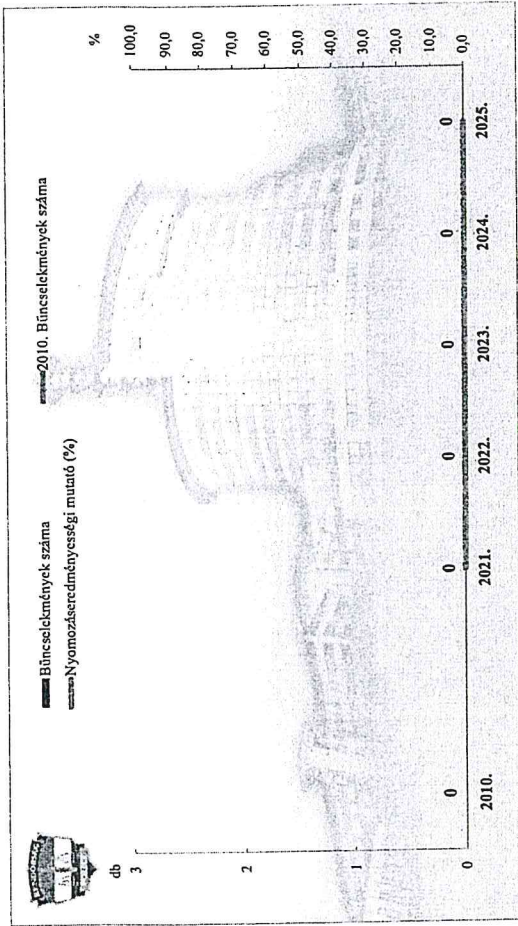 Bűncselekmények száma
2010. Bűncselekmények száma
Nyomozáseredményességi mutató (%)
db
%
3
2
1
0
100,0
90,0
80,0
70,0
60,0
50,0
40,0
30,0
20,0
10,0
0,0
0 0 0 0 0 0
2010. 2021. 2022. 2023. 2024. 2025.